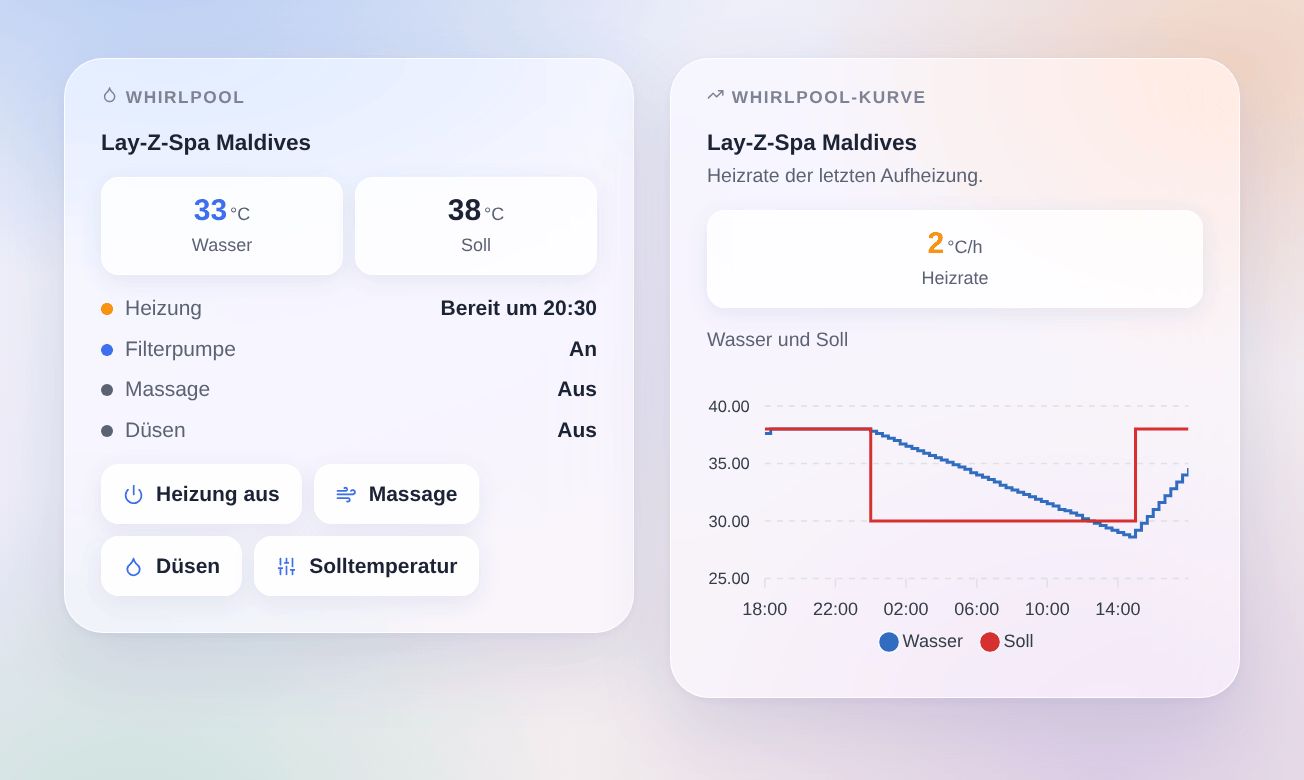 WHIRLPOOL
Lay-Z-Spa Maldives
33 °C
Wasser
38 °C
Soll
Heizung
Bereit um 20:30
Filterpumpe
An
Massage
Aus
Düsen
Aus
Heizung aus
Massage
Düsen
Solltemperatur
WHIRLPOOL-KURVE
Lay-Z-Spa Maldives
Heizrate der letzten Aufheizung.
2 °C/h
Heizrate
Wasser und Soll
40.00
35.00
30.00
25.00
18:00 22:00 02:00 06:00 10:00 14:00
Wasser Soll